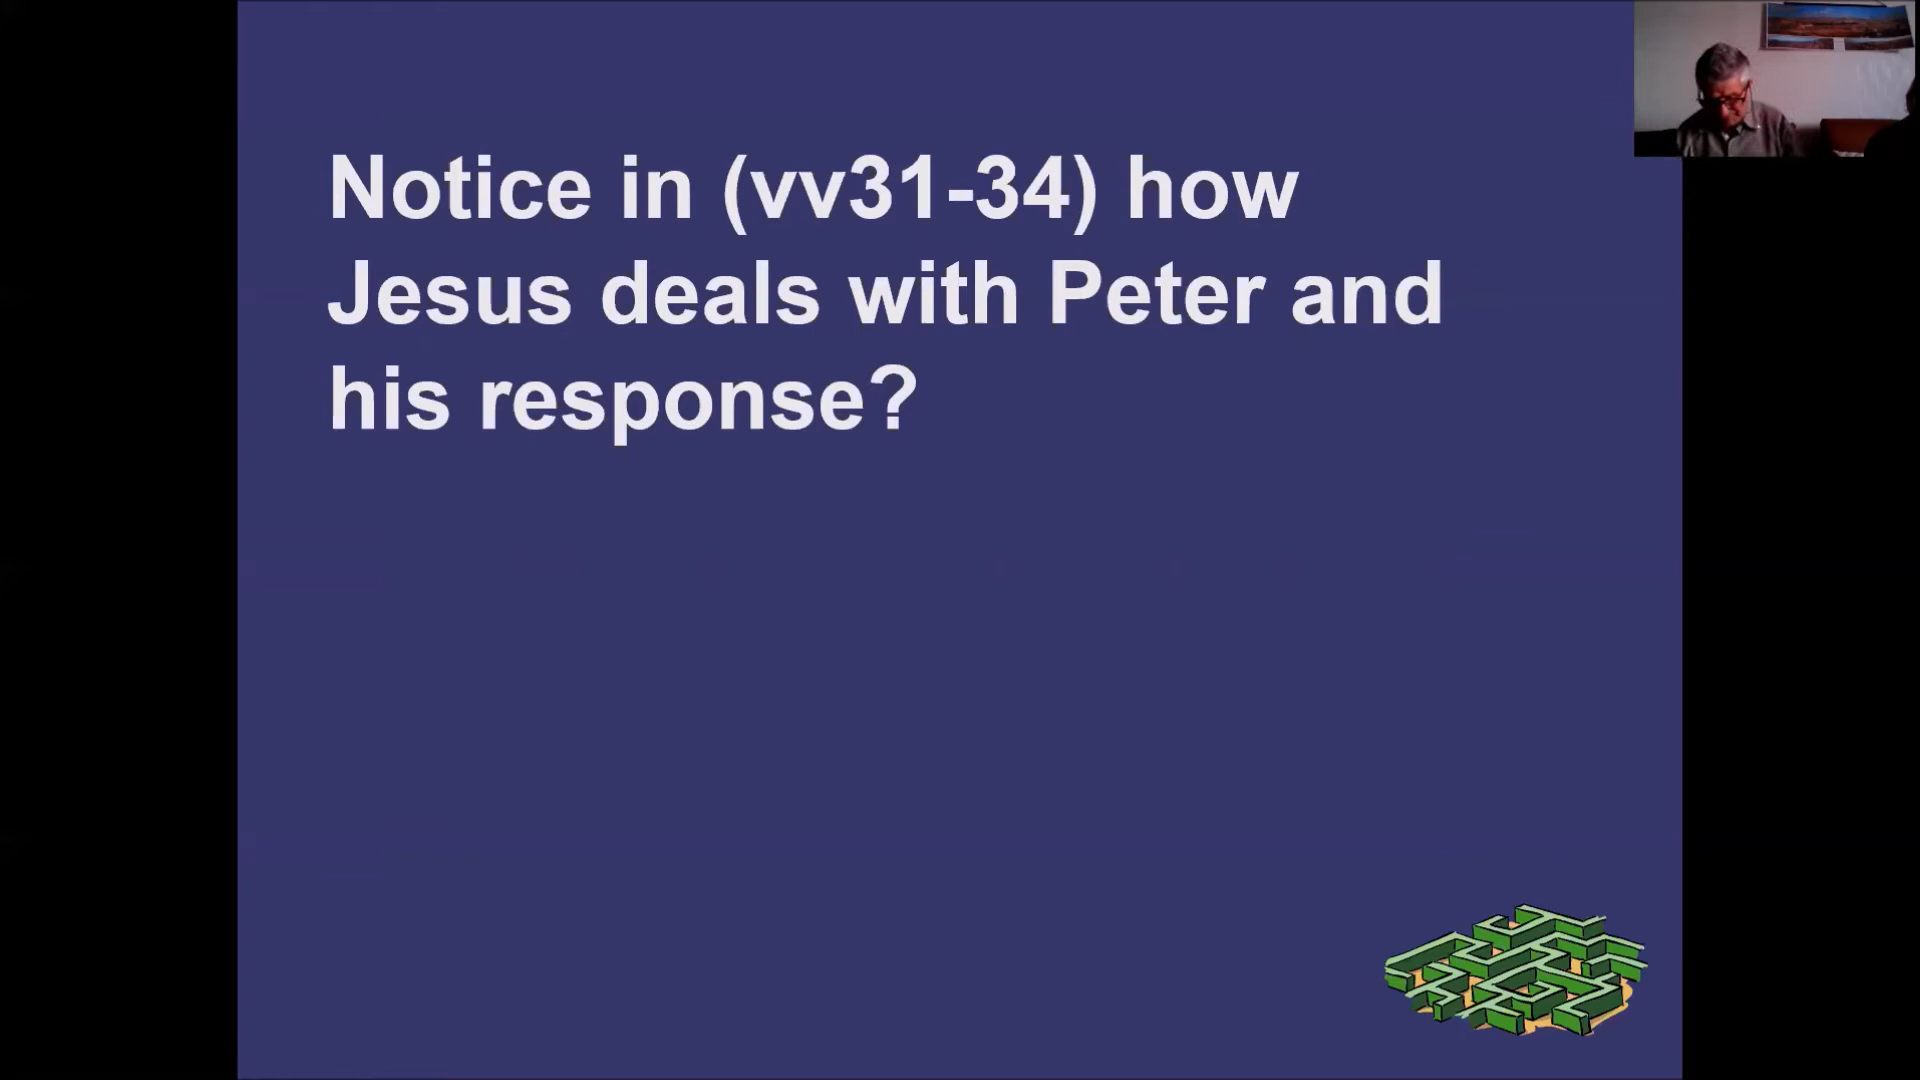 Notice in (vv31-34) how
Jesus deals with Peter and
his response?